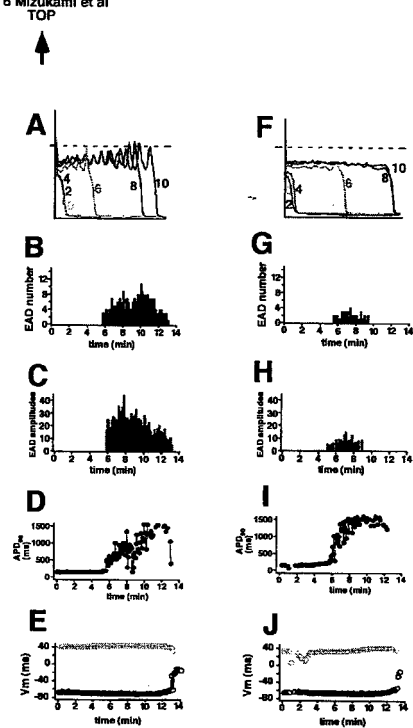 6 Mizukami et al
TOP
A
4
2
6
8
10
F
4
2
6
8
10
B
EAD number
12
8
4
0
0 2 4 6 8 10 12 14
time (min)
G
EAD number
12
8
4
0
0 2 4 6 8 10 12 14
time (min)
C
EAD amplitudes
40
30
20
10
0
0 2 4 6 8 10 12 14
time (min)
H
EAD amplitudes
40
30
20
10
0
0 2 4 6 8 10 12 14
time (min)
D
APD90
(ms)
1500
1000
500
0
0 2 4 6 8 10 12 14
time (min)
I
APD90
(ms)
1500
1000
500
0
0 2 4 6 8 10 12 14
time (min)
E
Vm (ms)
40
0
-40
-80
0 2 4 6 8 10 12 14
time (min)
J
Vm (ms)
40
0
-40
-80
0 2 4 6 8 10 12 14
time (min)